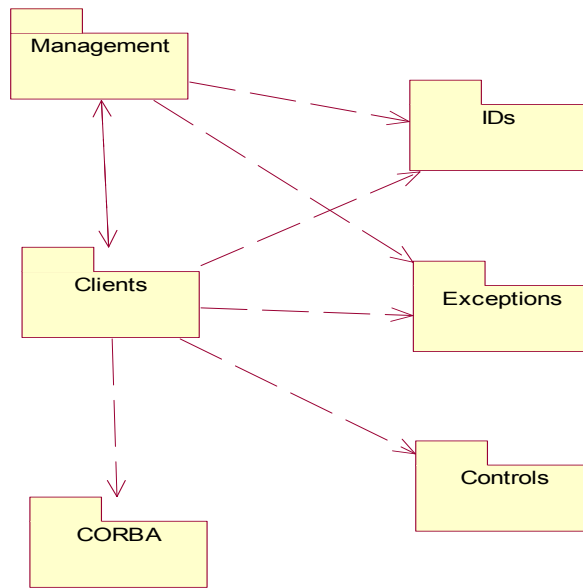 Management
IDs
Clients
Exceptions
Controls
CORBA